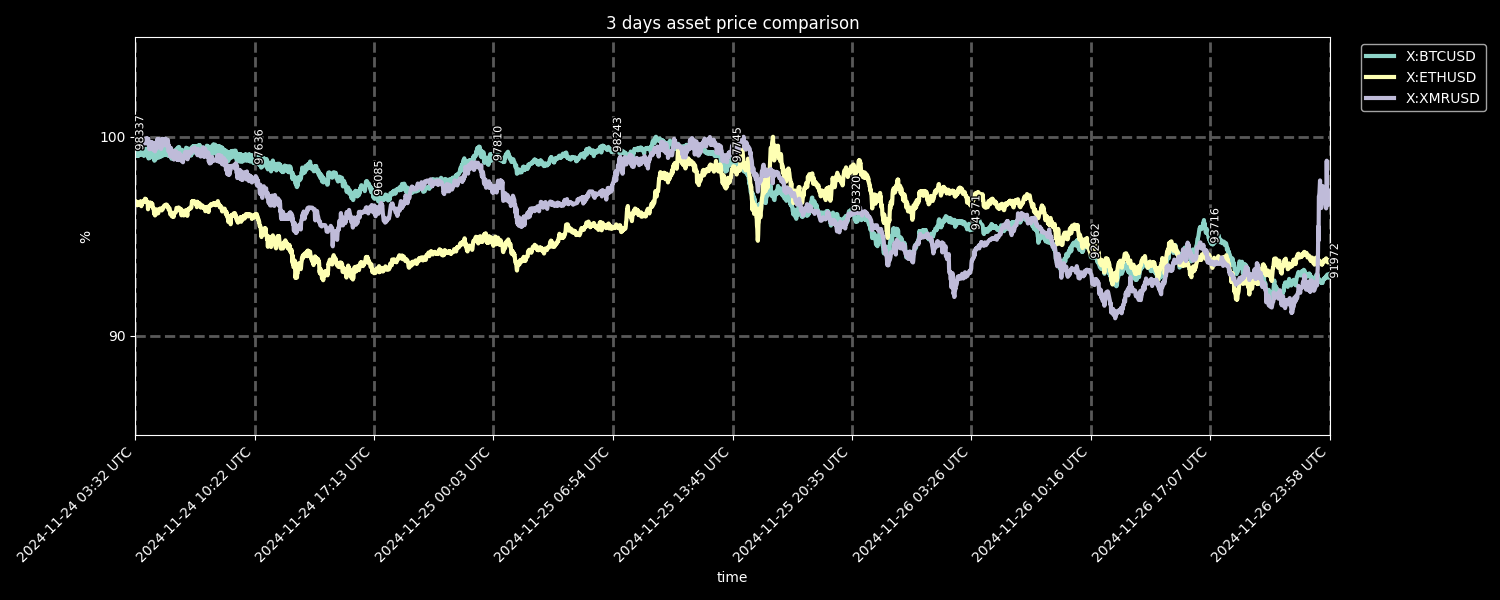 3 days asset price comparison
X:BTCUSD
X:ETHUSD
X:XMRUSD
100
90
%
98337
97636
96085
97810
98243
95320
92962
93716
91972
2024-11-24 03:32 UTC
2024-11-24 10:22 UTC
2024-11-24 17:13 UTC
2024-11-25 00:03 UTC
2024-11-25 06:54 UTC
2024-11-25 13:45 UTC
2024-11-25 20:35 UTC
2024-11-26 03:26 UTC
2024-11-26 10:16 UTC
2024-11-26 17:07 UTC
2024-11-26 23:58 UTC
time